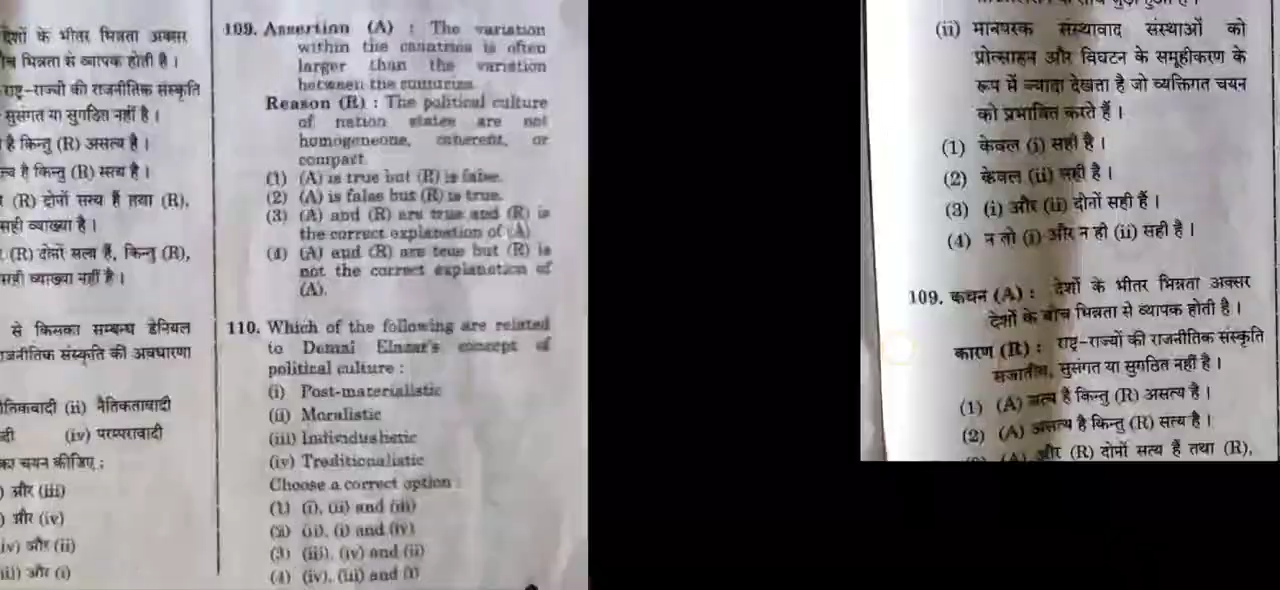 देशों के भीतर भिन्नता अक्सर
भिन्नता से व्यापक होती है।
राष्ट्र-राज्यों की राजनीतिक संस्कृति
सुसंगत या सुगठित नहीं है।
है किन्तु (R) असत्य है।
है किन्तु (R) सत्य है।
(R) दोनों सत्य हैं तथा (R),
सही व्याख्या है।
(R) दोनों सत्य हैं, किन्तु (R),
सही व्याख्या नहीं है।
से किसका सम्बन्ध डेनियल
राजनीतिक संस्कृति की अवधारणा
(ii) नैतिकतावादी
(iv) परम्परावादी
का चयन कीजिए :
और (iii)
और (iv)
(iv) और (ii)
(iii) और (i)
109. Assertion (A) : The variation
within the countries is often
larger than the variation
between the countries.
Reason (R) : The political culture
of nation states are not
coherent, or
compact.
(1) (A) is true but (R) is false.
(2) (A) is false but (R) is true.
(3) (A) and (R) are true and (R) is
the correct explanation of (A)
(4) (A) and (R) are true but (R) is
not the correct explanation of
(A).
110. Which of the following are related
to concept of
political culture :
(i) Post-materialistic
(ii) Moralistic
(iii)
(iv) Traditionalistic
Choose a correct option
(1) (i), (ii) and (iii)
(2) and (iv)
(3) (iii), (iv) and (ii)
(4) (iv), (iii) and (i)
(ii) मानवपरक संस्थावाद संस्थाओं को
प्रोत्साहन और विघटन के समूहीकरण के
रूप में ज्यादा देखता है जो व्यक्तिगत चयन
को प्रभावित करते हैं।
(1) केवल (i) सही है।
(2) केवल (ii) सही है।
(3) (i) और (ii) दोनों सही हैं।
(4) न तो (i) और न ही (ii) सही है।
109. कथन (A) : देशों के भीतर भिन्नता अक्सर
देशों के बीच भिन्नता से व्यापक होती है।
कारण (R) : राष्ट्र-राज्यों की राजनीतिक संस्कृति
सजातीय, सुसंगत या सुगठित नहीं है।
(1) (A) सत्य है किन्तु (R) असत्य है।
(2) (A) असत्य है किन्तु (R) सत्य है।
(A) और (R) दोनों सत्य हैं तथा (R),